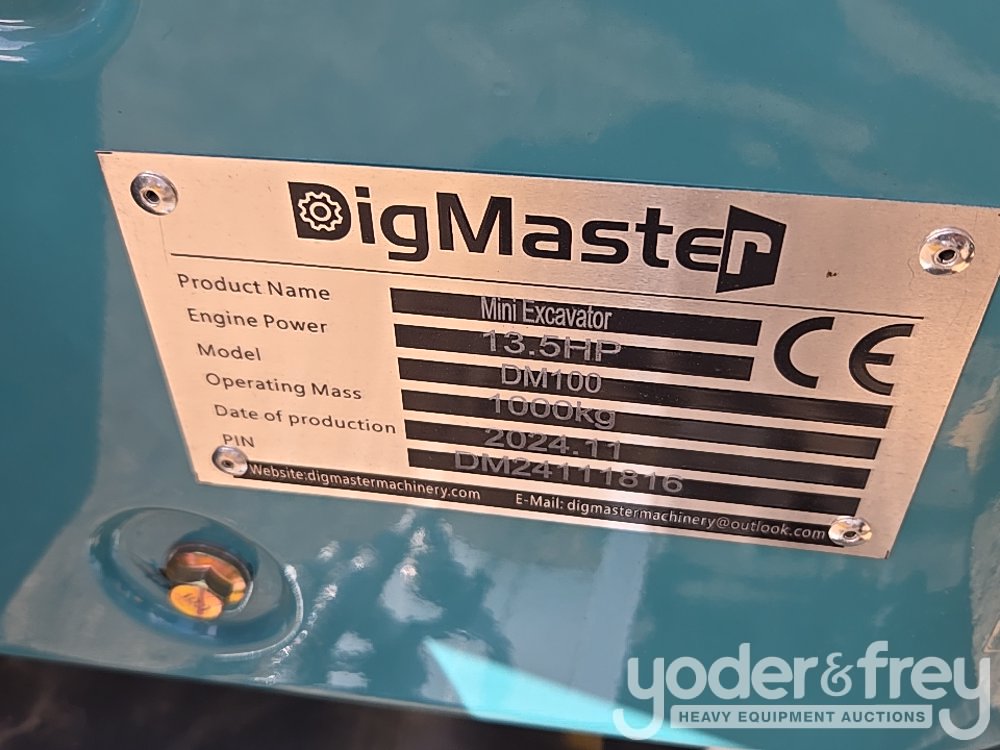 DigMaster
Product Name Mini Excavator
Engine Power 13.5HP
Model DM100
Operating Mass 1000kg
Date of production 2024.11
PIN DM24111816
CE
Website:digmastermachinery.com E-Mail: digmastermachinery@outlook.com
yoder&frey
HEAVY EQUIPMENT AUCTIONS